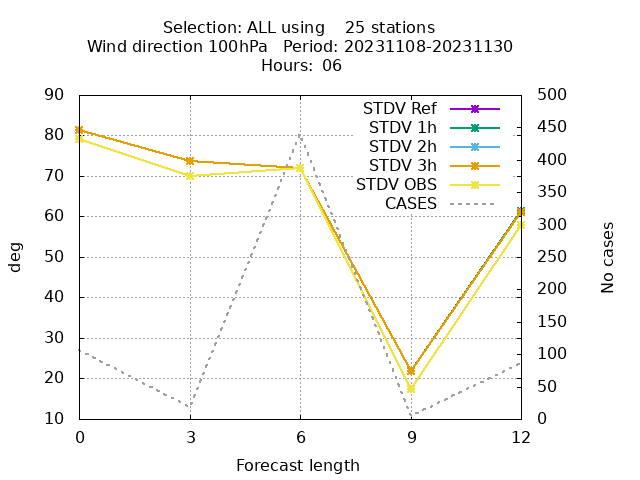 Selection: ALL using    25 stations
Wind direction 100hPa   Period: 20231108-20231130
Hours:  06
90
80
70
60
50
40
30
20
10
500
450
400
350
300
250
200
150
100
50
0
STDV Ref
STDV 1h
STDV 2h
STDV 3h
STDV OBS
CASES
deg
No cases
0 3 6 9 12
Forecast length